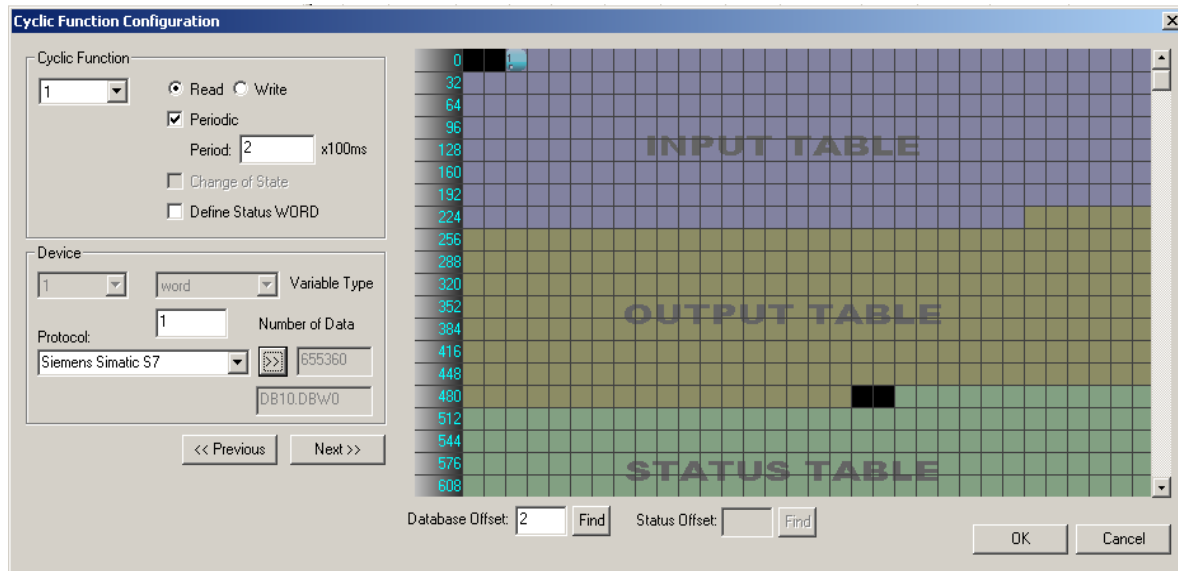 Cyclic Function Configuration
Cyclic Function
1
Read Write
Periodic
Period: 2 x100ms
Change of State
Define Status WORD
Device
1 word Variable Type
1 Number of Data
Protocol:
Siemens Simatic S7 >> 655360
DB10.DBW0
<< Previous Next >>
0 1
32
64
96
128
160
192
224
256
288
320
352
384
416
448
480
512
544
576
608
INPUT TABLE
OUTPUT TABLE
STATUS TABLE
Database Offset: 2 Find Status Offset: Find
OK Cancel